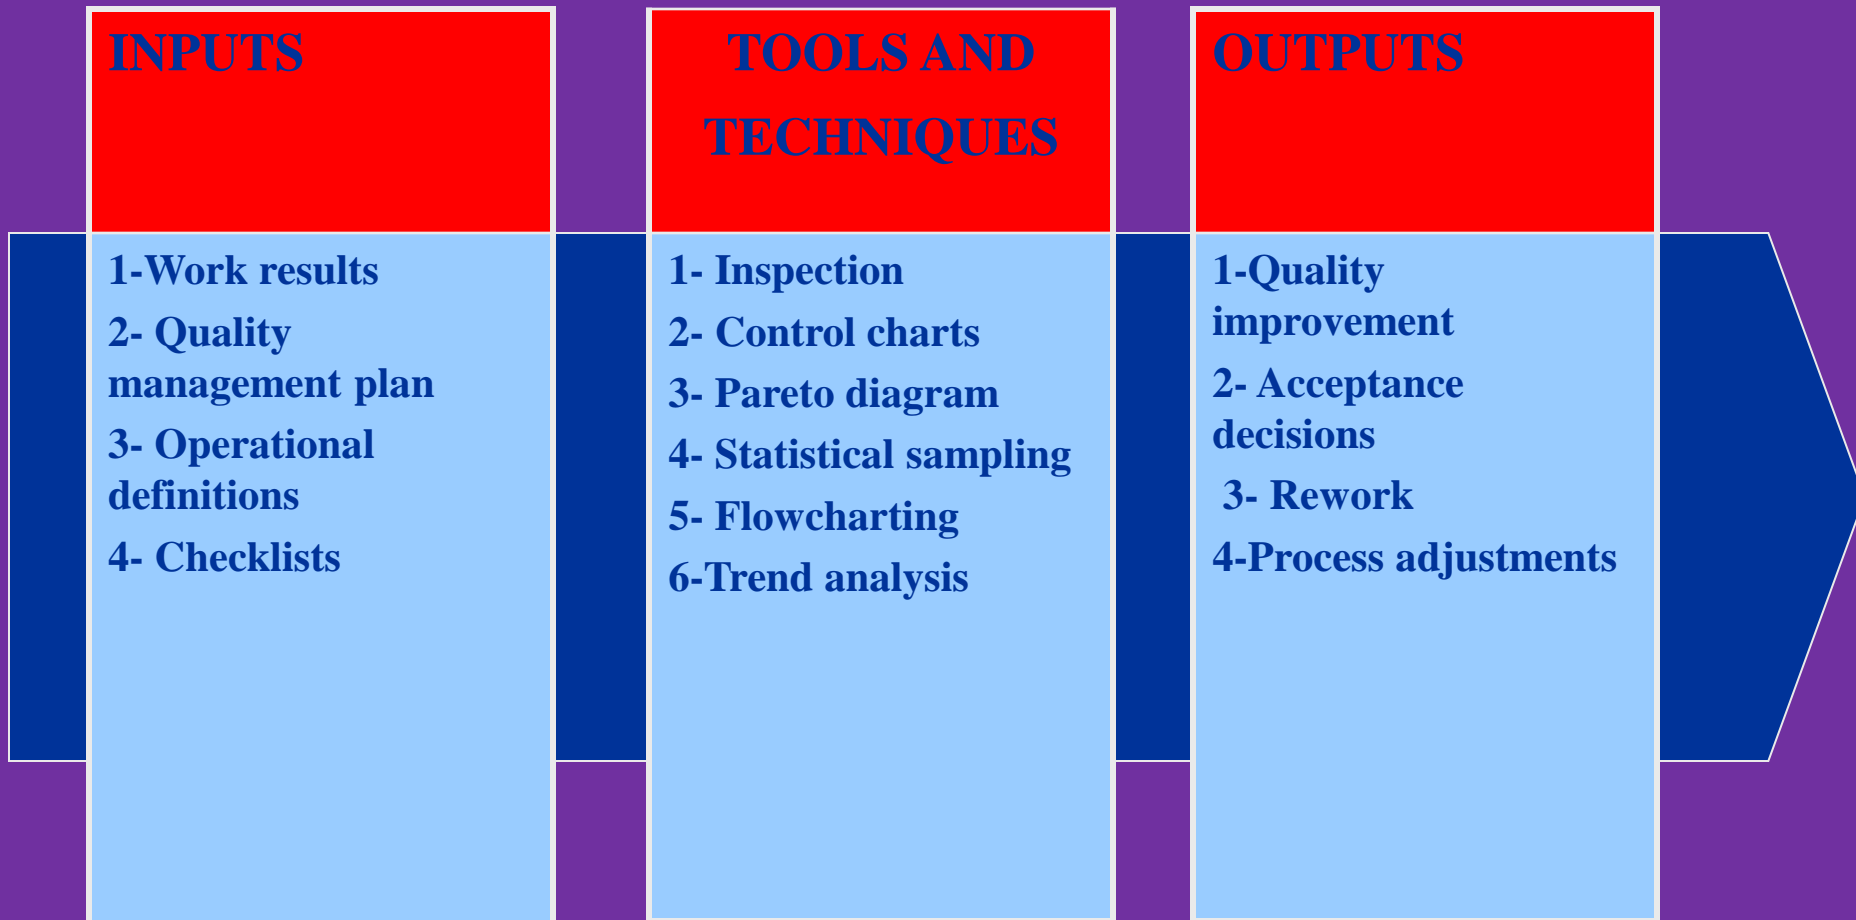 INPUTS
1-Work results
2- Quality
management plan
3- Operational
definitions
4- Checklists
TOOLS AND
TECHNIQUES
1- Inspection
2- Control charts
3- Pareto diagram
4- Statistical sampling
5- Flowcharting
6-Trend analysis
OUTPUTS
1-Quality
improvement
2- Acceptance
decisions
3- Rework
4-Process adjustments